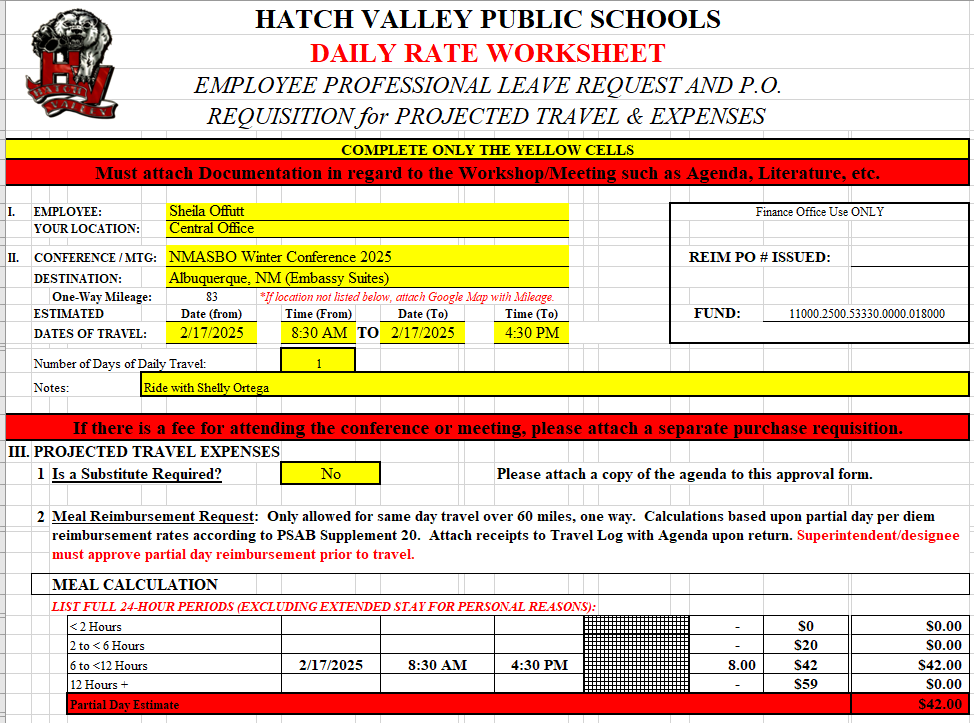 HATCH VALLEY PUBLIC SCHOOLS
DAILY RATE WORKSHEET
EMPLOYEE PROFESSIONAL LEAVE REQUEST AND P.O.
REQUISITION for PROJECTED TRAVEL & EXPENSES
HV
HATCH VALLEY
COMPLETE ONLY THE YELLOW CELLS
Must attach Documentation in regard to the Workshop/Meeting such as Agenda, Literature, etc.
I. EMPLOYEE: Sheila Offutt
YOUR LOCATION: Central Office
Finance Office Use ONLY
II. CONFERENCE / MTG: NMASBO Winter Conference 2025
REIM PO # ISSUED:
DESTINATION: Albuquerque, NM (Embassy Suites)
One-Way Mileage: 83 *If location not listed below, attach Google Map with Mileage.
ESTIMATED Date (from) Time (From) Date (To) Time (To)
FUND: 11000.2500.53330.0000.018000
DATES OF TRAVEL: 2/17/2025 8:30 AM TO 2/17/2025 4:30 PM
Number of Days of Daily Travel: 1
Notes: Ride with Shelly Ortega
If there is a fee for attending the conference or meeting, please attach a separate purchase requisition.
III. PROJECTED TRAVEL EXPENSES
1 Is a Substitute Required? No Please attach a copy of the agenda to this approval form.
2 Meal Reimbursement Request: Only allowed for same day travel over 60 miles, one way. Calculations based upon partial day per diem
reimbursement rates according to PSAB Supplement 20. Attach receipts to Travel Log with Agenda upon return. Superintendent/designee
must approve partial day reimbursement prior to travel.
MEAL CALCULATION
LIST FULL 24-HOUR PERIODS (EXCLUDING EXTENDED STAY FOR PERSONAL REASONS):
< 2 Hours - $0 $0.00
2 to < 6 Hours - $20 $0.00
6 to <12 Hours 2/17/2025 8:30 AM 4:30 PM 8.00 $42 $42.00
12 Hours + - $59 $0.00
Partial Day Estimate $42.00